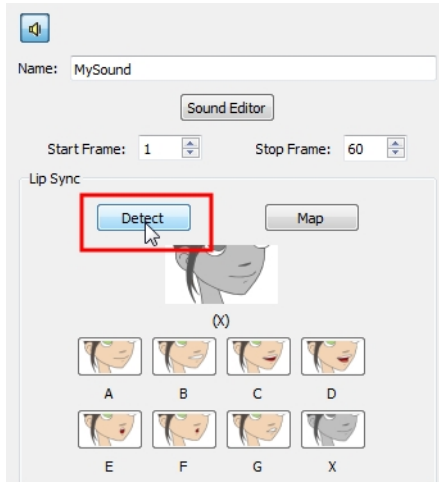 Name: MySound
Sound Editor
Start Frame: 1 Stop Frame: 60
Lip Sync
Detect Map
(X)
A B C D
E F G X